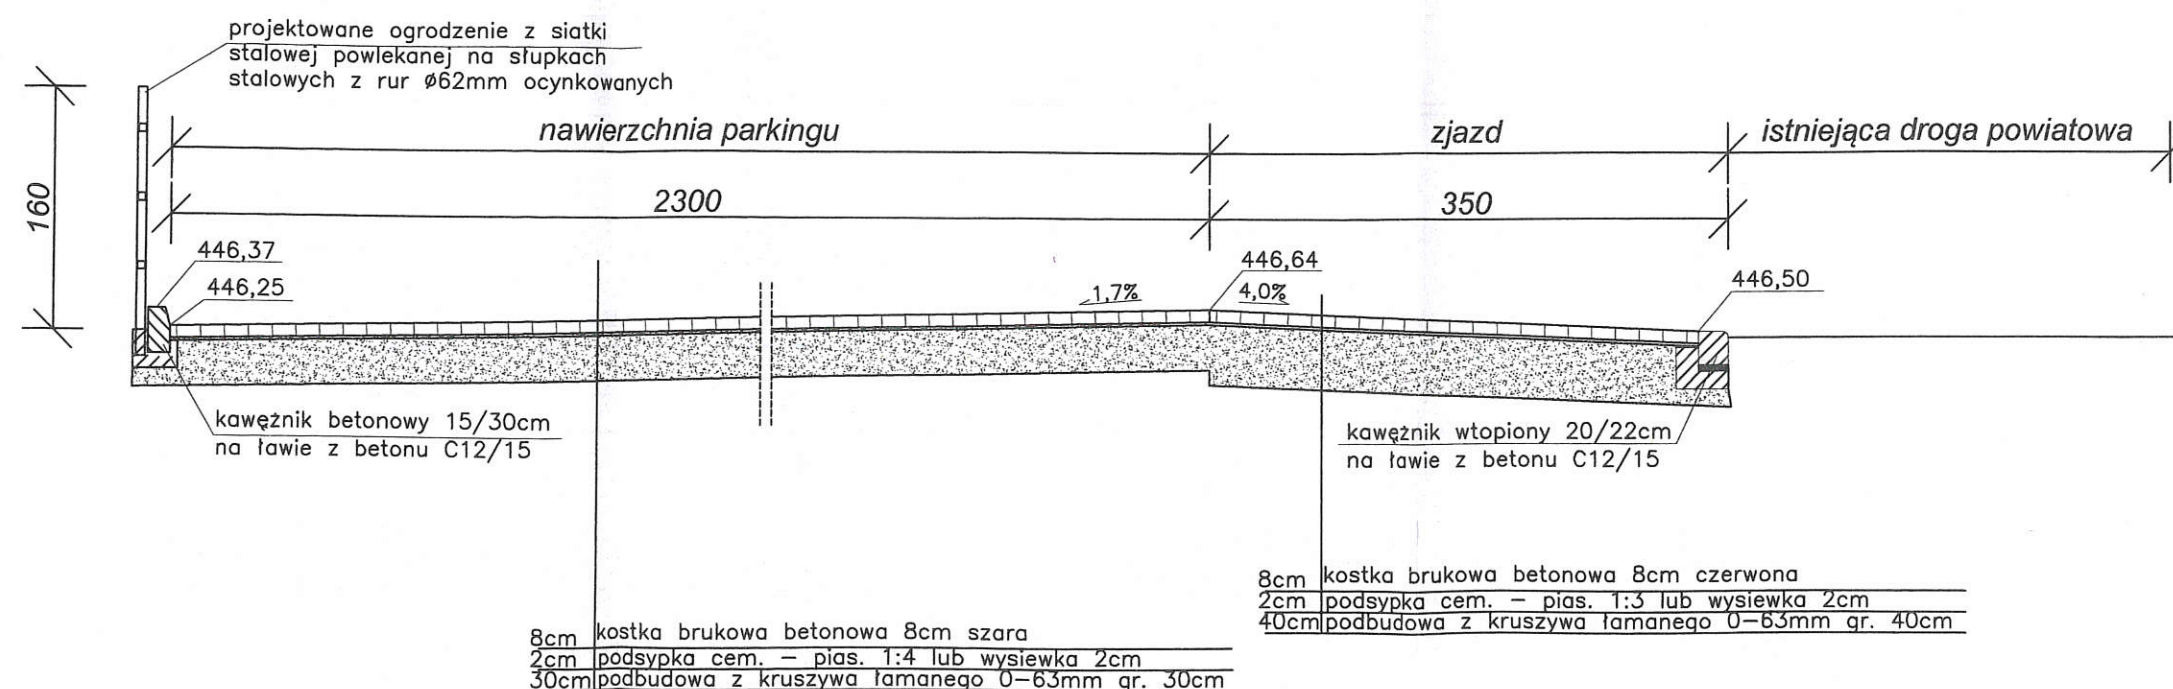 projektowane ogrodzenie z siatki
stalowej powlekanej na słupkach
stalowych z rur ø62mm ocynkowanych
nawierzchnia parkingu
zjazd
istniejąca droga powiatowa
160
2300
350
446,37
446,25
1,7%
446,64
4,0%
446,50
kawężnik betonowy 15/30cm
na ławie z betonu C12/15
kawężnik wtopiony 20/22cm
na ławie z betonu C12/15
8cm kostka brukowa betonowa 8cm czerwona
2cm podsypka cem. – pias. 1:3 lub wysiewka 2cm
40cm podbudowa z kruszywa łamanego 0–63mm gr. 40cm
8cm kostka brukowa betonowa 8cm szara
2cm podsypka cem. – pias. 1:4 lub wysiewka 2cm
30cm podbudowa z kruszywa łamanego 0–63mm gr. 30cm